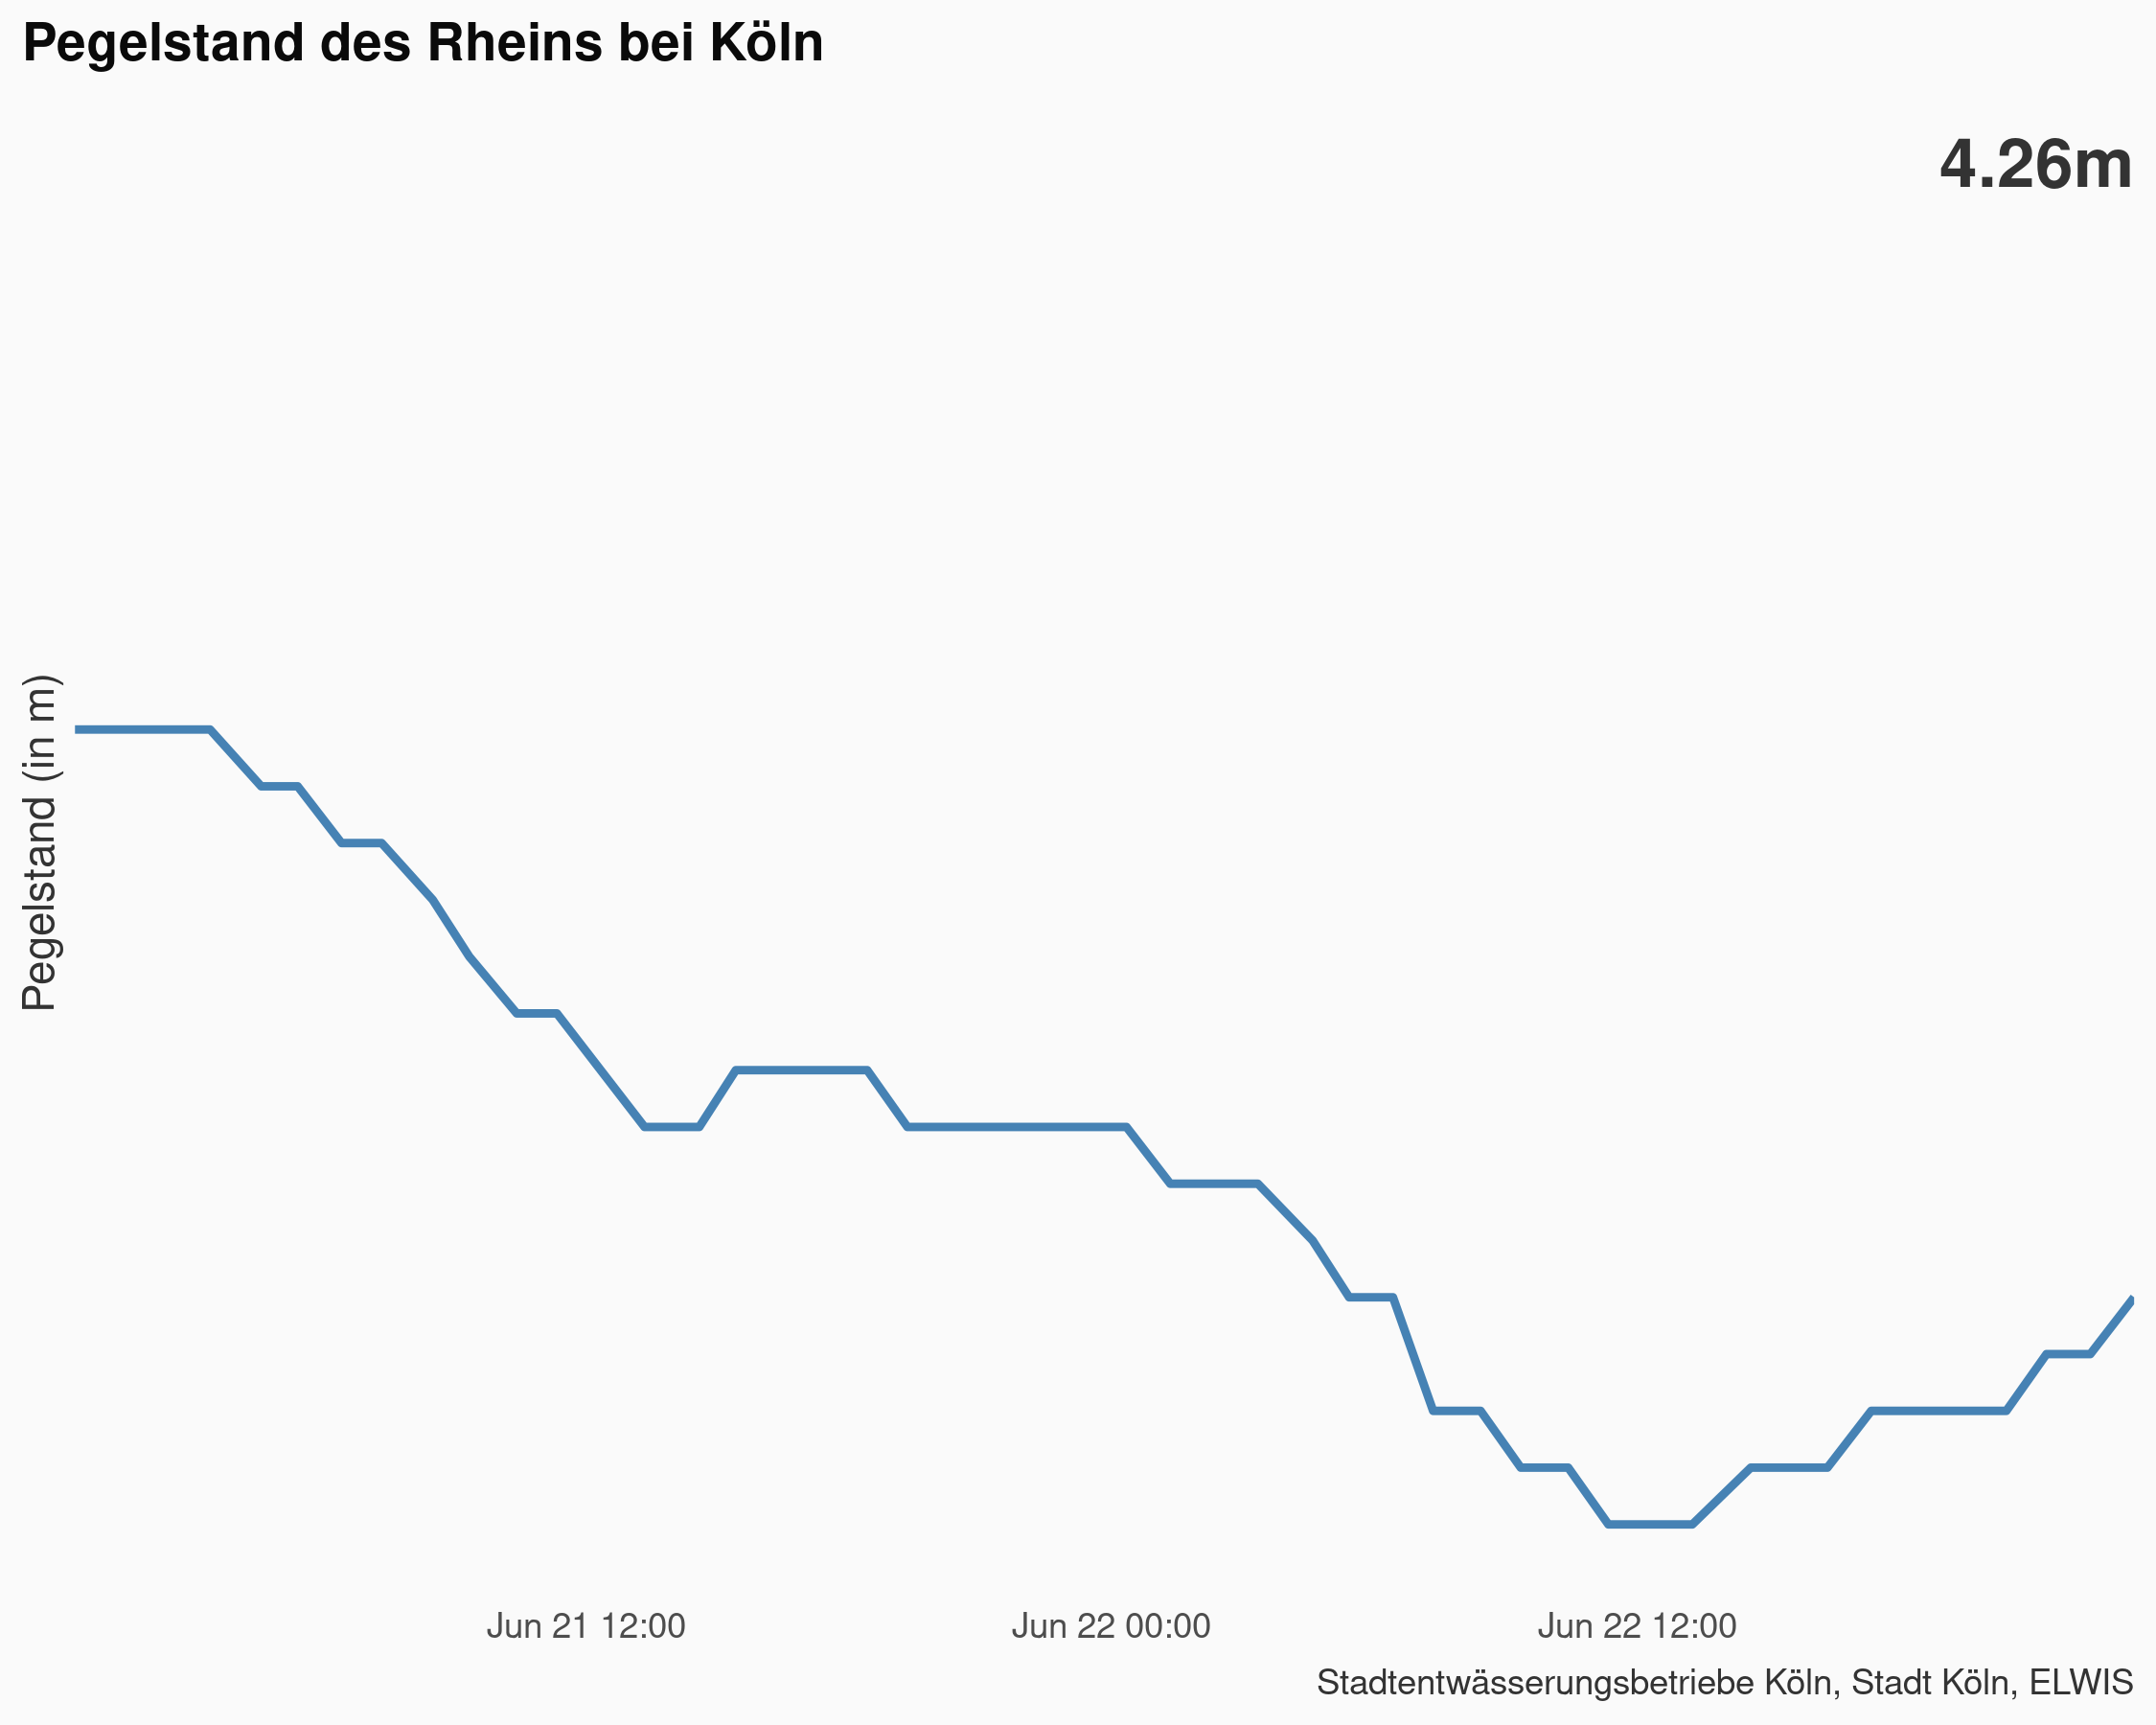 Pegelstand des Rheins bei Köln
4.26m
Pegelstand (in m)
Jun 21 12:00
Jun 22 00:00
Jun 22 12:00
Stadtentwässerungsbetriebe Köln, Stadt Köln, ELWIS